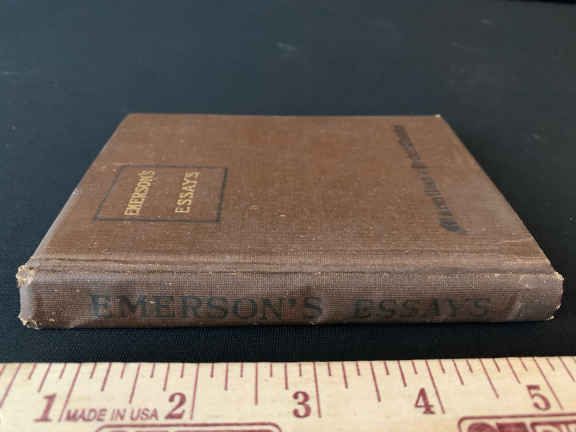 EMERSON'S
ESSAYS
EMERSON'S ESSAYS
1 MADE IN USA 2 3 4 5